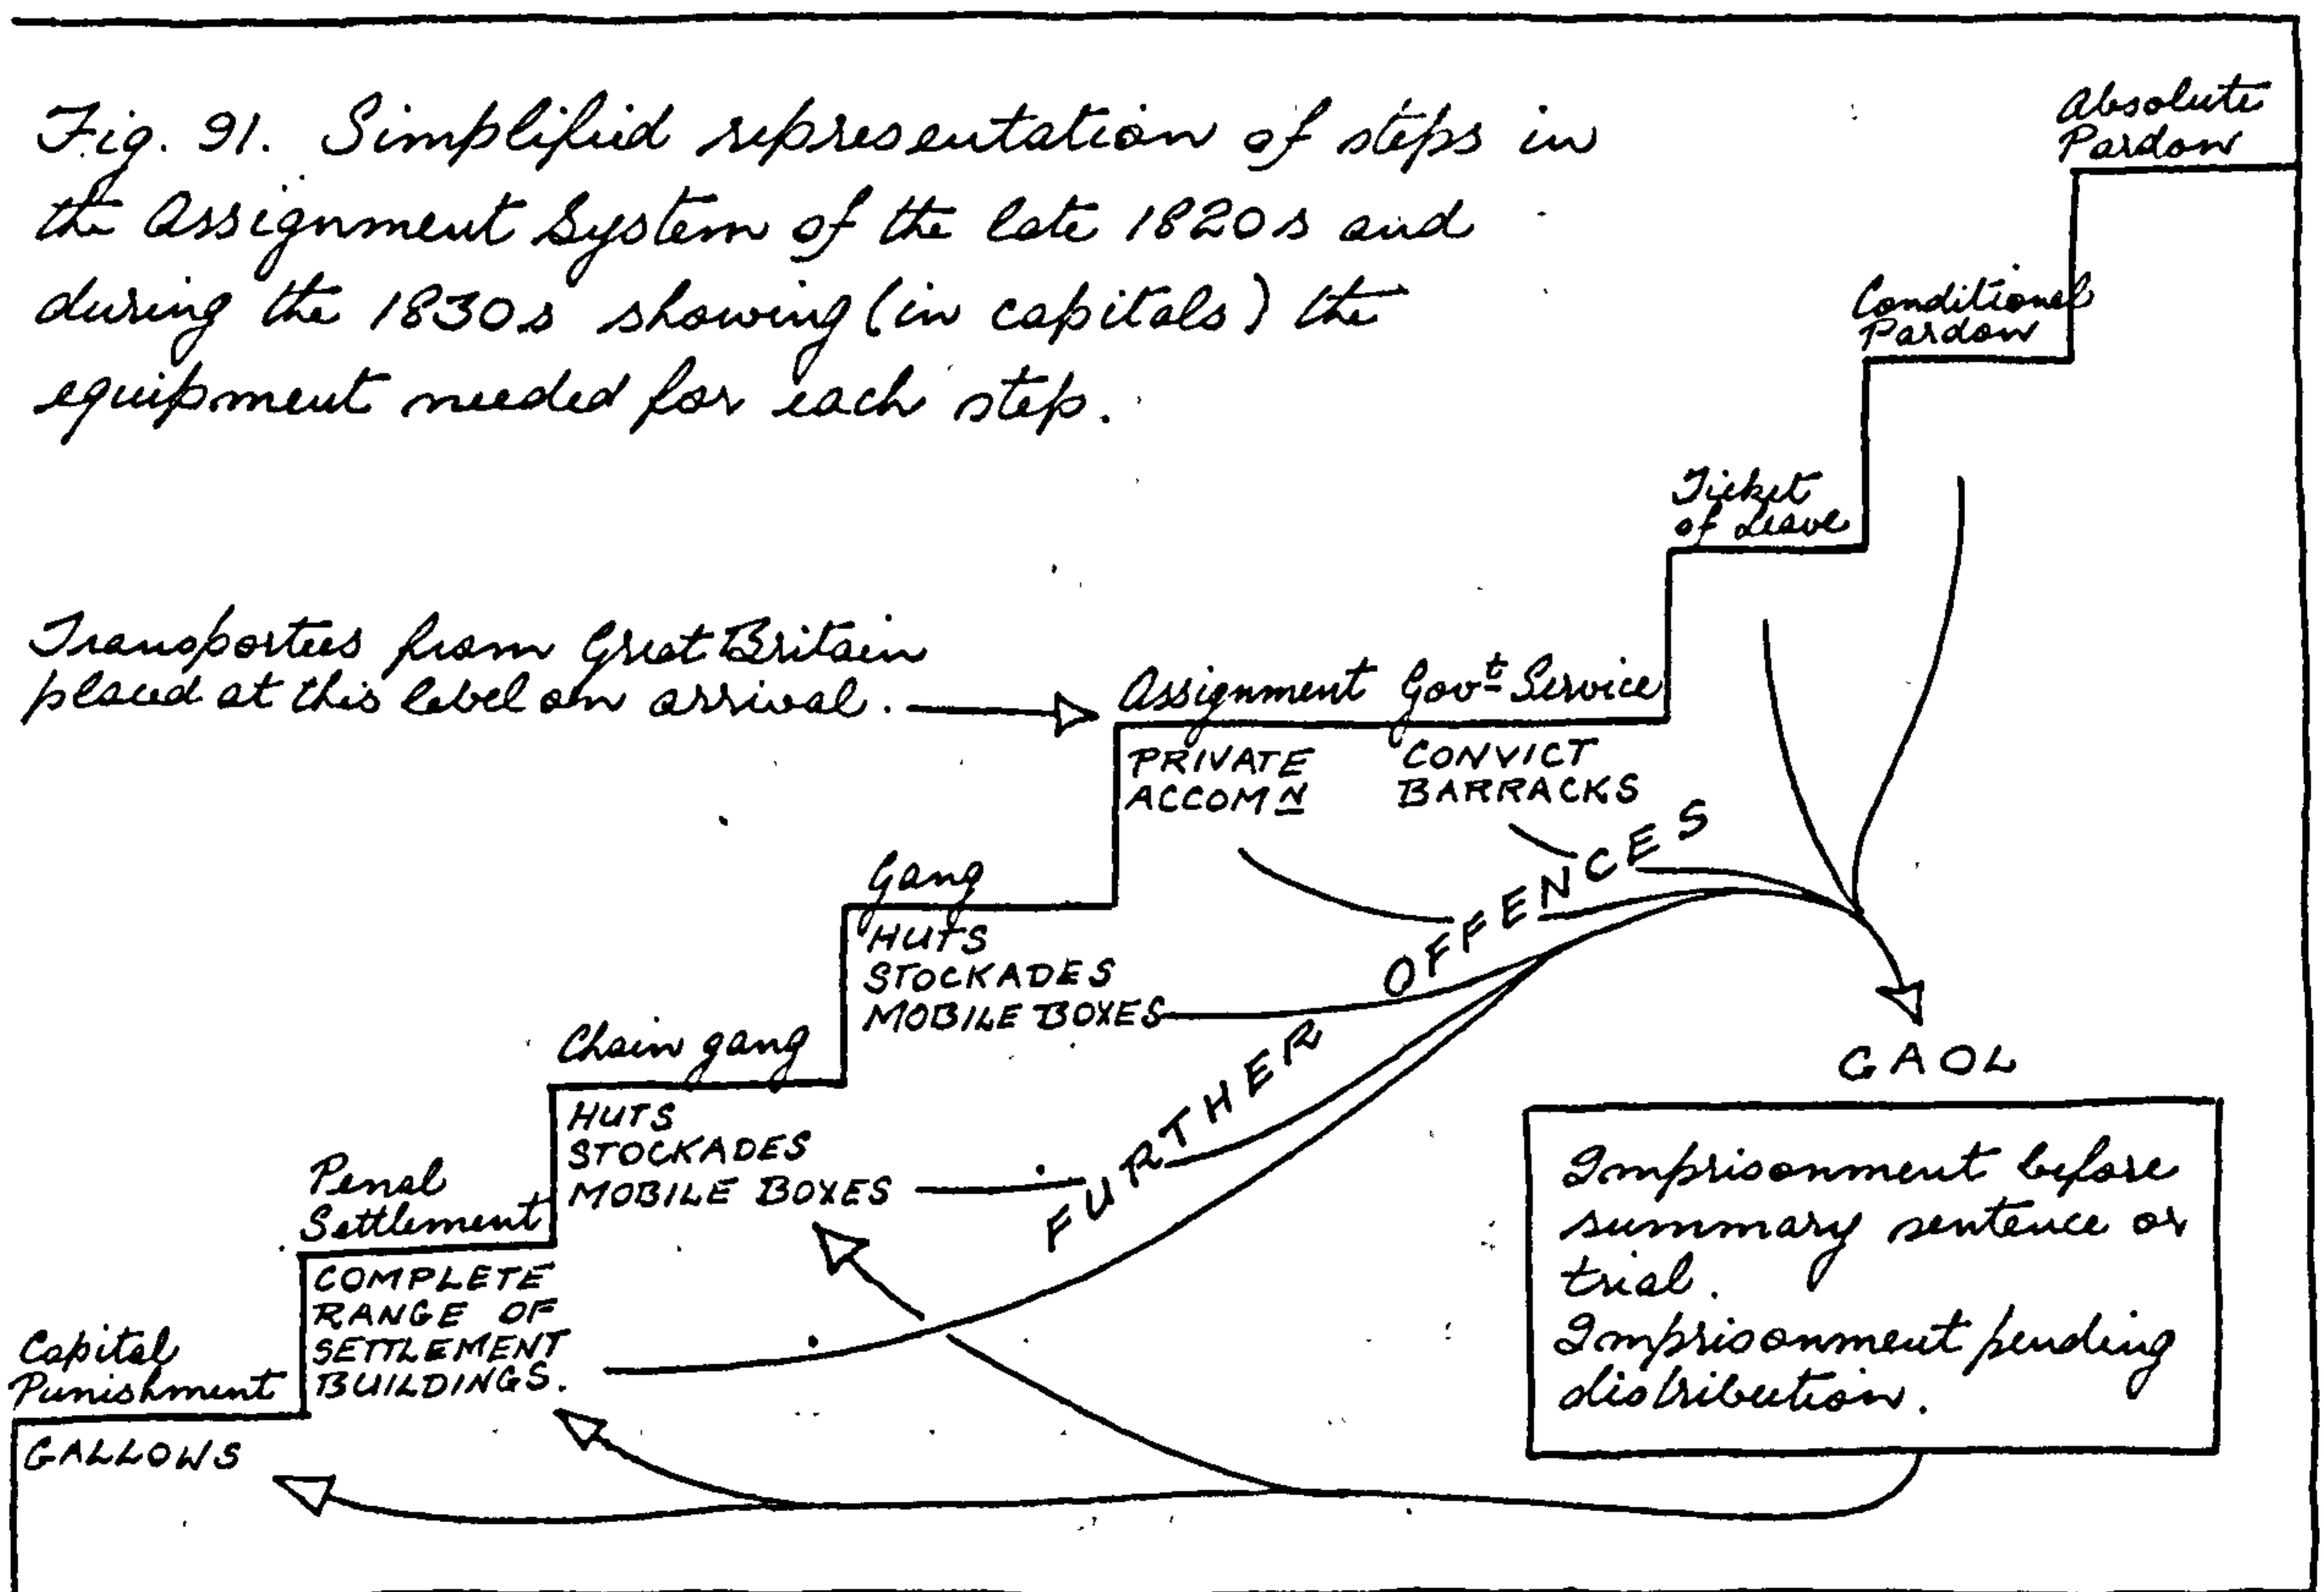 Fig. 91. Simplified representation of steps in
the Assignment System of the late 1820s and
during the 1830s showing (in capitals) the
equipment needed for each step.
Absolute
Pardon
Conditional
Pardon
Ticket
of Leave
Transportees from Great Britain
placed at this level on arrival.
Assignment Govt Service
PRIVATE
ACCOMN
CONVICT
BARRACKS
Gang
HUTS
STOCKADES
MOBILE BOXES
Chain gang
HUTS
STOCKADES
MOBILE BOXES
Penal
Settlement
COMPLETE
RANGE OF
SETTLEMENT
BUILDINGS.
Capital
Punishment
GALLOWS
FURTHER OFFENCES
GAOL
Imprisonment before
summary sentence or
trial.
Imprisonment pending
distribution.